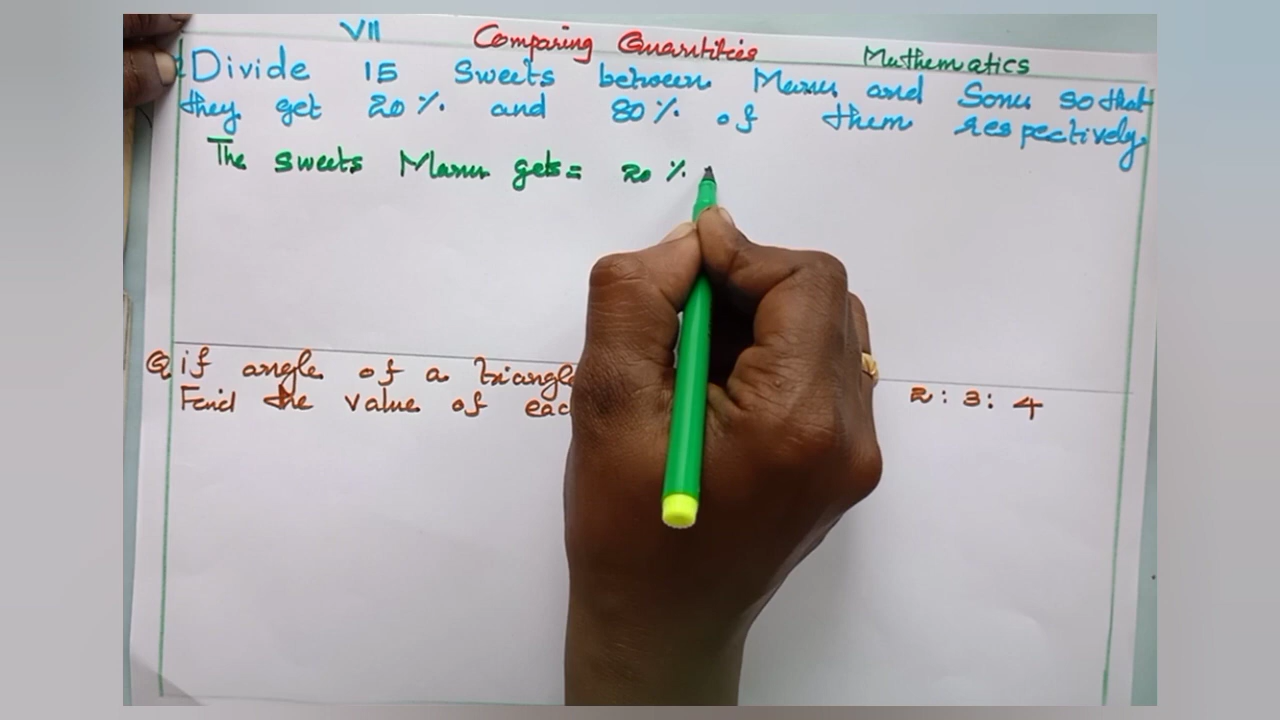 VII Comparing Quantities Mathematics
Divide 15 Sweets between Manu and Sonu so that
they get 20% and 80% of them respectively
The sweets Manu gets = 20%
Q if angle of a triangle 2:3:4
Find the value of eac